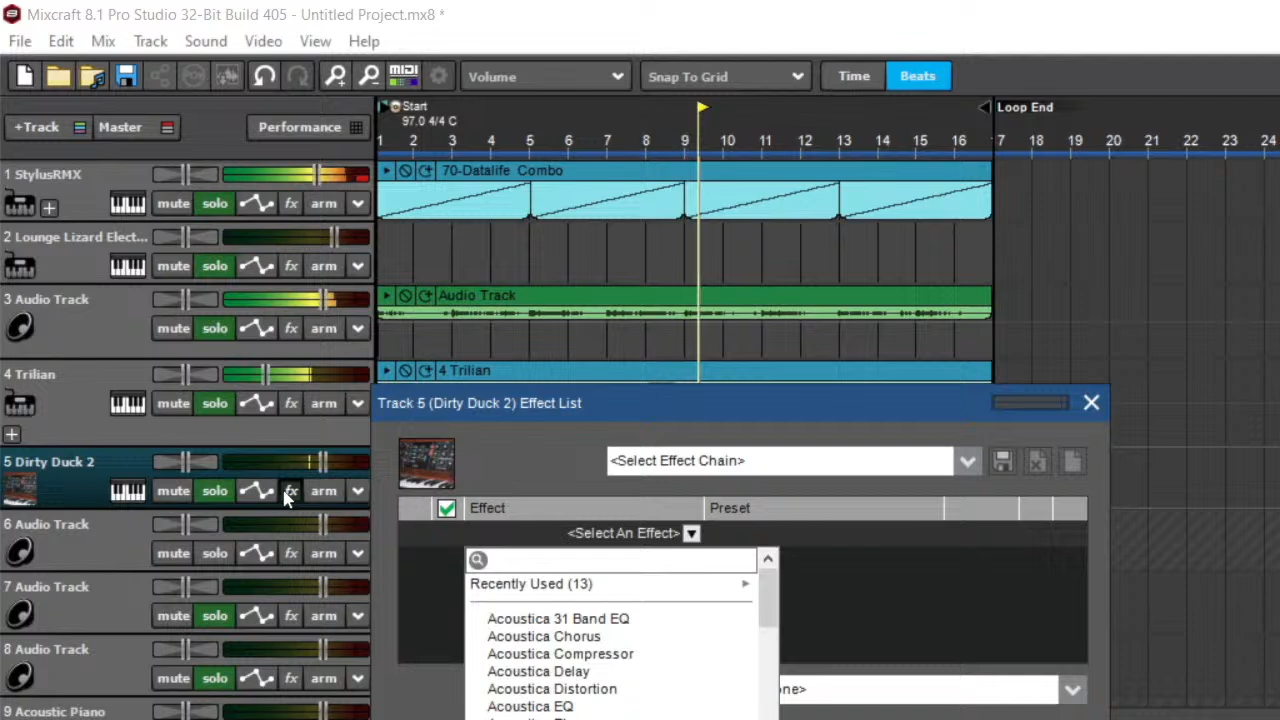 Mixcraft 8.1 Pro Studio 32-Bit Build 405 - Untitled Project.mx8 *
File Edit Mix Track Sound Video View Help
MIDI Volume Snap To Grid Time Beats
+Track Master Performance
Start Loop End
97.0 4/4 C
1 2 3 4 5 6 7 8 9 10 11 12 13 14 15 16 7 18 19 20 21 22 23 24
1 StylusRMX
70-Datalife Combo
mute solo fx arm
2 Lounge Lizard Elect...
mute solo fx arm
3 Audio Track
Audio Track
mute solo fx arm
4 Trilian
4 Trilian
mute solo fx arm
Track 5 (Dirty Duck 2) Effect List
5 Dirty Duck 2
<Select Effect Chain>
mute solo fx arm
Effect Preset
6 Audio Track
<Select An Effect>
mute solo fx arm
7 Audio Track
Recently Used (13)
mute solo fx arm
Acoustica 31 Band EQ
Acoustica Chorus
8 Audio Track
Acoustica Compressor
Acoustica Delay
mute solo fx arm
Acoustica Distortion
one>
Acoustica EQ
9 Acoustic Piano